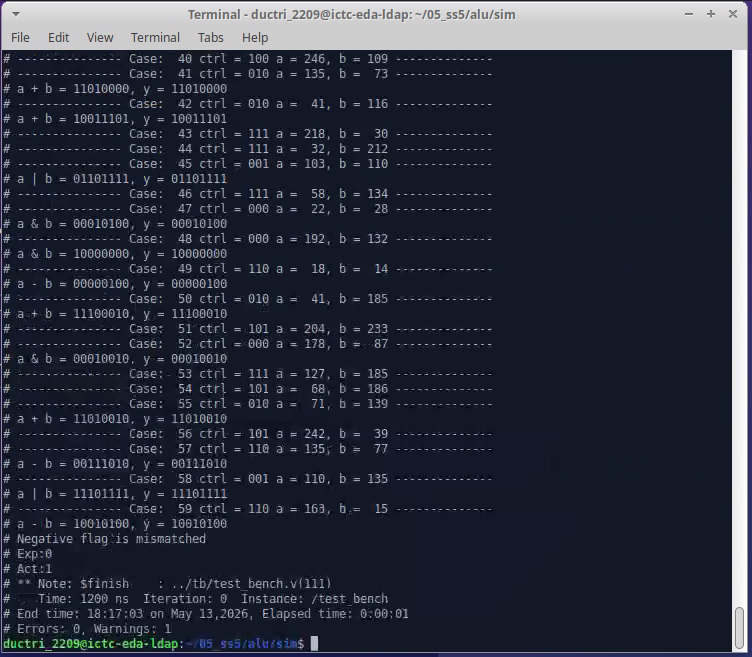 Terminal - ductri_2209@ictc-eda-ldap: ~/05_ss5/alu/sim
File Edit View Terminal Tabs Help
# --------------- Case:  40 ctrl = 100 a = 246, b = 109 --------------
# --------------- Case:  41 ctrl = 010 a = 135, b =  73 --------------
# a + b = 11010000, y = 11010000
# --------------- Case:  42 ctrl = 010 a =  41, b = 116 --------------
# a + b = 10011101, y = 10011101
# --------------- Case:  43 ctrl = 111 a = 218, b =  30 --------------
# --------------- Case:  44 ctrl = 111 a =  32, b = 212 --------------
# --------------- Case:  45 ctrl = 001 a = 103, b = 110 --------------
# a | b = 01101111, y = 01101111
# --------------- Case:  46 ctrl = 111 a =  58, b = 134 --------------
# --------------- Case:  47 ctrl = 000 a =  22, b =  28 --------------
# a & b = 00010100, y = 00010100
# --------------- Case:  48 ctrl = 000 a = 192, b = 132 --------------
# a & b = 10000000, y = 10000000
# --------------- Case:  49 ctrl = 110 a =  18, b =  14 --------------
# a - b = 00000100, y = 00000100
# --------------- Case:  50 ctrl = 010 a =  41, b = 185 --------------
# a + b = 11100010, y = 11100010
# --------------- Case:  51 ctrl = 101 a = 204, b = 233 --------------
# --------------- Case:  52 ctrl = 000 a = 178, b =  87 --------------
# a & b = 00010010, y = 00010010
# --------------- Case:  53 ctrl = 111 a = 127, b = 185 --------------
# --------------- Case:  54 ctrl = 101 a =  68, b = 186 --------------
# --------------- Case:  55 ctrl = 010 a =  71, b = 139 --------------
# a + b = 11010010, y = 11010010
# --------------- Case:  56 ctrl = 101 a = 242, b =  39 --------------
# --------------- Case:  57 ctrl = 110 a = 135, b =  77 --------------
# a - b = 00111010, y = 00111010
# --------------- Case:  58 ctrl = 001 a = 110, b = 135 --------------
# a | b = 11101111, y = 11101111
# --------------- Case:  59 ctrl = 110 a = 163, b =  15 --------------
# a - b = 10010100, y = 10010100
# Negative flag is mismatched
# Exp:0
# Act:1
# ** Note: $finish    : ../tb/test_bench.v(111)
#    Time: 1200 ns  Iteration: 0  Instance: /test_bench
# End time: 18:17:03 on May 13,2026, Elapsed time: 0:00:01
# Errors: 0, Warnings: 1
ductri_2209@ictc-eda-ldap:~/05_ss5/alu/sim$